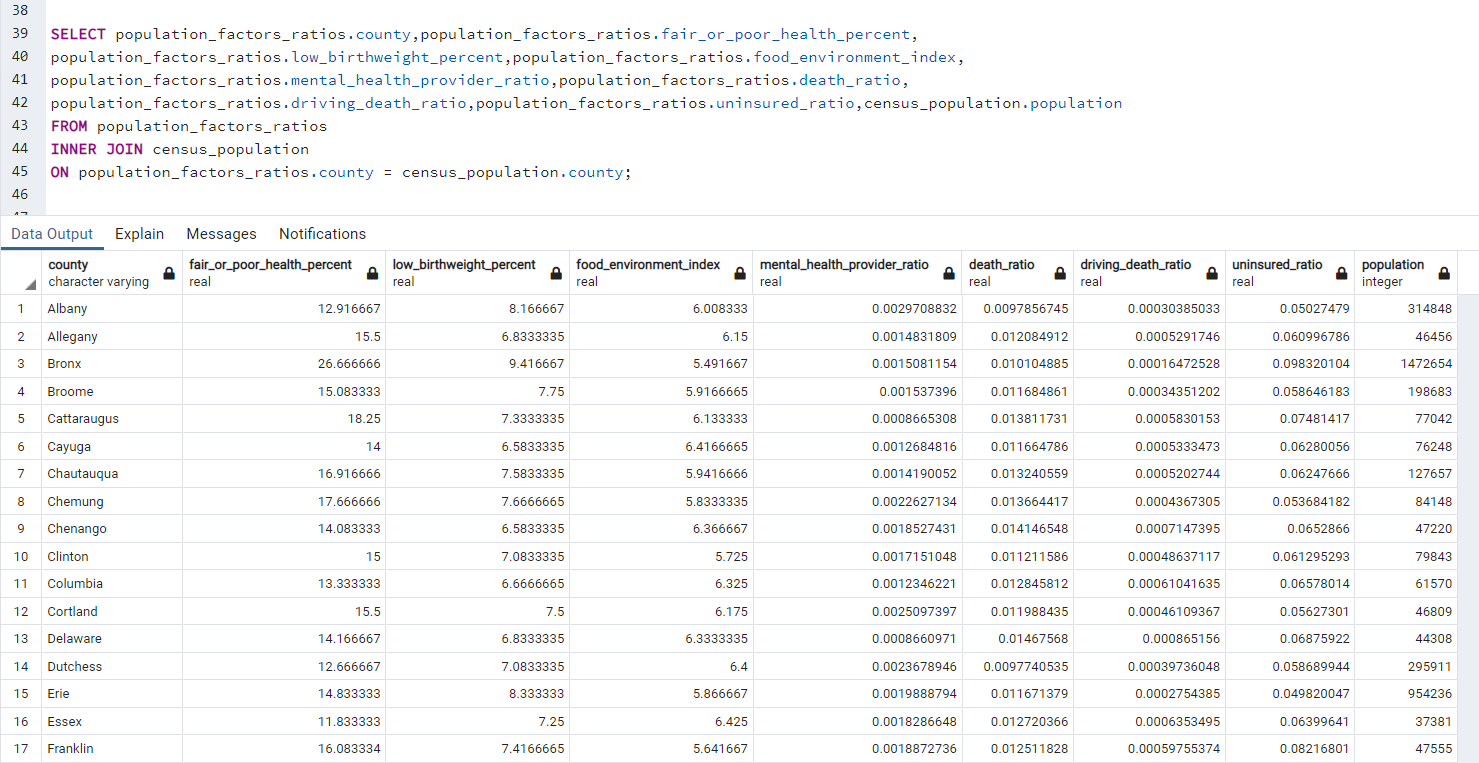 38
39 SELECT population_factors_ratios.county,population_factors_ratios.fair_or_poor_health_percent,
40 population_factors_ratios.low_birthweight_percent,population_factors_ratios.food_environment_index,
41 population_factors_ratios.mental_health_provider_ratio,population_factors_ratios.death_ratio,
42 population_factors_ratios.driving_death_ratio,population_factors_ratios.uninsured_ratio,census_population.population
43 FROM population_factors_ratios
44 INNER JOIN census_population
45 ON population_factors_ratios.county = census_population.county;
46
Data Output Explain Messages Notifications
county fair_or_poor_health_percent low_birthweight_percent food_environment_index mental_health_provider_ratio death_ratio driving_death_ratio uninsured_ratio population
character varying real real real real real real real integer
1 Albany 12.916667 8.166667 6.008333 0.0029708832 0.0097856745 0.00030385033 0.05027479 314848
2 Allegany 15.5 6.8333335 6.15 0.0014831809 0.012084912 0.0005291746 0.060996786 46456
3 Bronx 26.666666 9.416667 5.491667 0.0015081154 0.010104885 0.00016472528 0.098320104 1472654
4 Broome 15.083333 7.75 5.9166665 0.001537396 0.011684861 0.00034351202 0.058646183 198683
5 Cattaraugus 18.25 7.3333335 6.133333 0.0008665308 0.013811731 0.0005830153 0.07481417 77042
6 Cayuga 14 6.5833335 6.4166665 0.0012684816 0.011664786 0.0005333473 0.06280056 76248
7 Chautauqua 16.916666 7.5833335 5.9416666 0.0014190052 0.013240559 0.0005202744 0.06247666 127657
8 Chemung 17.666666 7.6666665 5.8333335 0.0022627134 0.013664417 0.0004367305 0.053684182 84148
9 Chenango 14.083333 6.5833335 6.366667 0.0018527431 0.014146548 0.0007147395 0.0652866 47220
10 Clinton 15 7.0833335 5.725 0.0017151048 0.011211586 0.00048637117 0.061295293 79843
11 Columbia 13.333333 6.6666665 6.325 0.0012346221 0.012845812 0.00061041635 0.06578014 61570
12 Cortland 15.5 7.5 6.175 0.0025097397 0.011988435 0.00046109367 0.05627301 46809
13 Delaware 14.166667 6.8333335 6.3333335 0.0008660971 0.01467568 0.000865156 0.06875922 44308
14 Dutchess 12.666667 7.0833335 6.4 0.0023678946 0.0097740535 0.00039736048 0.058689944 295911
15 Erie 14.833333 8.333333 5.866667 0.0019888794 0.011671379 0.0002754385 0.049820047 954236
16 Essex 11.833333 7.25 6.425 0.0018286648 0.012720366 0.0006353495 0.06399641 37381
17 Franklin 16.083334 7.4166665 5.641667 0.0018872736 0.012511828 0.00059755374 0.08216801 47555